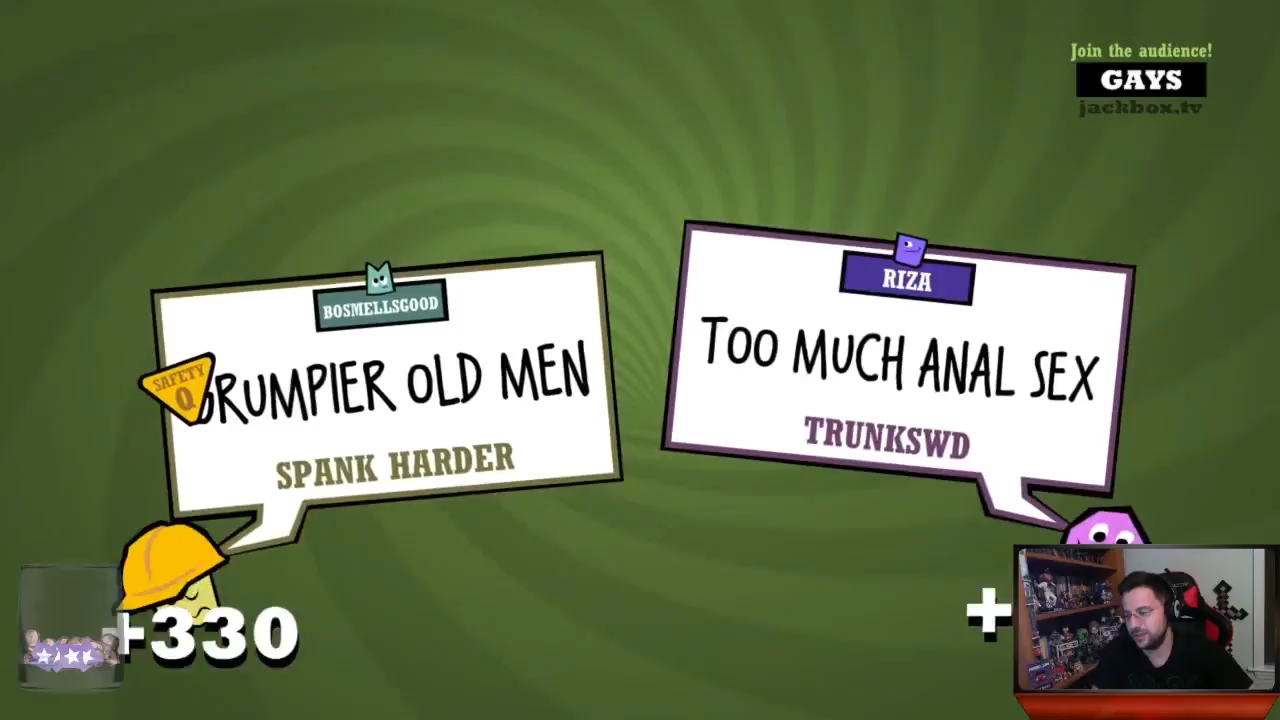 Join the audience!
GAYS
jackbox.tv
BOSMELLSGOOD
SAFETY
Q
RUMPIER OLD MEN
SPANK HARDER
+330
RIZA
TOO MUCH ANAL SEX
TRUNKSWD
+